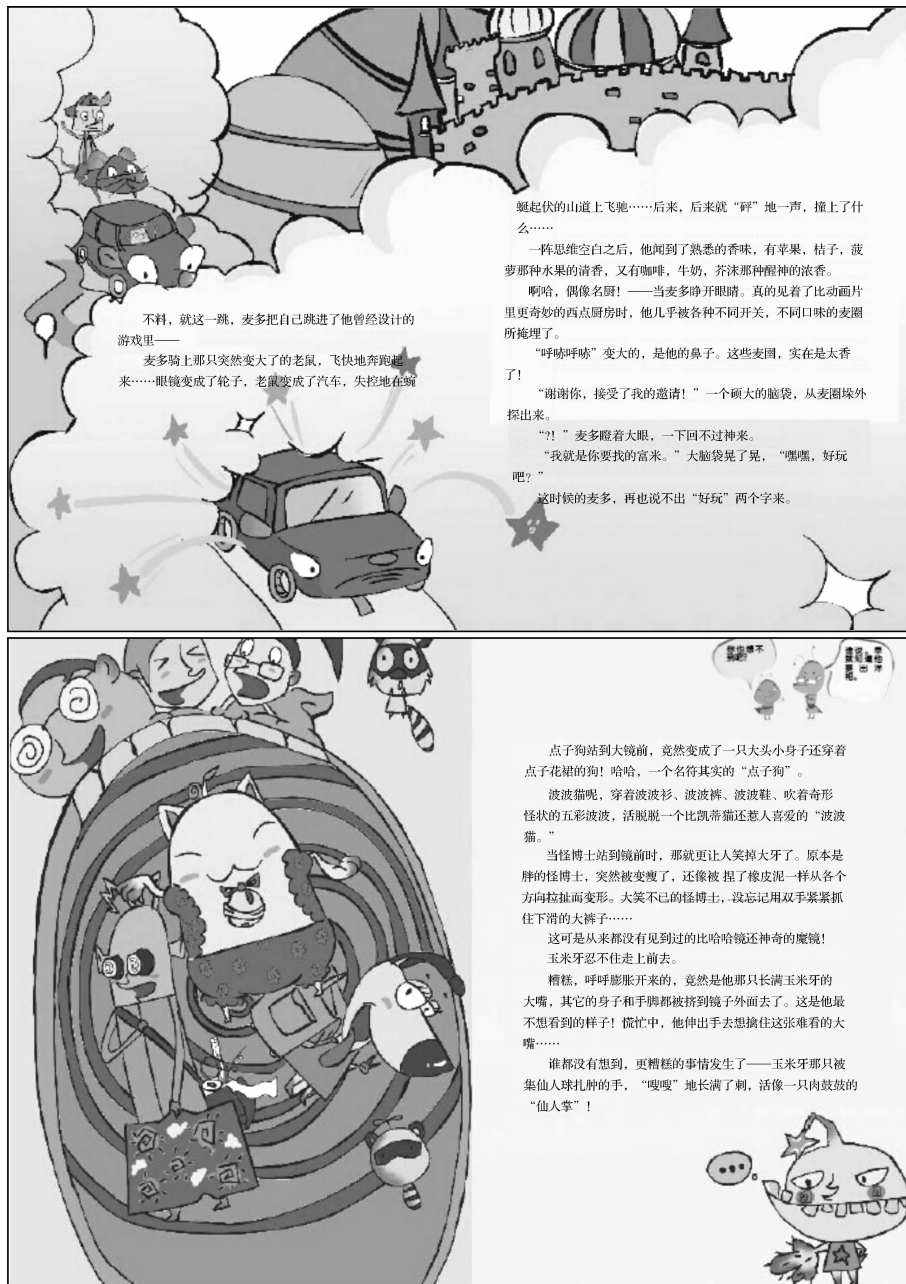 不料，就这一跳，麦多把自己跳进了他曾经设计的
游戏里——
麦多骑上那只突然变大了的老鼠，飞快地奔跑起
来……眼镜变成了轮子，老鼠变成了汽车，失控地在蜿
蜒起伏的山道上飞驰……后来，后来就“砰”地一声，撞上了什
么……
一阵思维空白之后，他闻到了熟悉的香味，有苹果，桔子，菠
萝那种水果的清香，又有咖啡，牛奶，芥沫那种醒神的浓香。
啊哈，偶像名厨！——当麦多睁开眼睛。真的见着了比动画片
里更奇妙的西点厨房时，他几乎被各种不同开关，不同口味的麦圈
所掩埋了。
“呼哧呼哧”变大的，是他的鼻子。这些麦圈，实在是太香
了！
“谢谢你，接受了我的邀请！”一个硕大的脑袋，从麦圈垛外
探出来。
“?！”麦多瞪着大眼，一下回不过神来。
“我就是你要找的富米。”大脑袋晃了晃，“嘿嘿，好玩
吧？”
这时候的麦多，再也说不出“好玩”两个字来。
你也想不
到吧？
点子狗站到大镜前，竟然变成了一只大头小身子还穿着
点子花裙的狗！哈哈，一个名符其实的“点子狗”。
波波猫呢，穿着波波衫、波波裤、波波鞋、吹着奇形
怪状的五彩波波，活脱脱一个比凯蒂猫还惹人喜爱的“波波
猫。”
当怪博士站到镜前时，那就更让人笑掉大牙了。原本是
胖的怪博士，突然被变瘦了，还像被 捏了橡皮泥一样从各个
方向拉扯而变形。大笑不已的怪博士，没忘记用双手紧紧抓
住下滑的大裤子……
这可是从来都没有见到过的比哈哈镜还神奇的魔镜！
玉米牙忍不住走上前去。
糟糕，呼呼膨胀开来的，竟然是他那只长满玉米牙的
大嘴，其它的身子和手脚都被挤到镜子外面去了。这是他最
不想看到的样子！慌忙中，他伸出手去想擒住这张难看的大
嘴……
谁都没有想到，更糟糕的事情发生了——玉米牙那只被
集仙人球扎肿的手，“嗖嗖”地长满了刺，活像一只肉鼓鼓的
“仙人掌”！